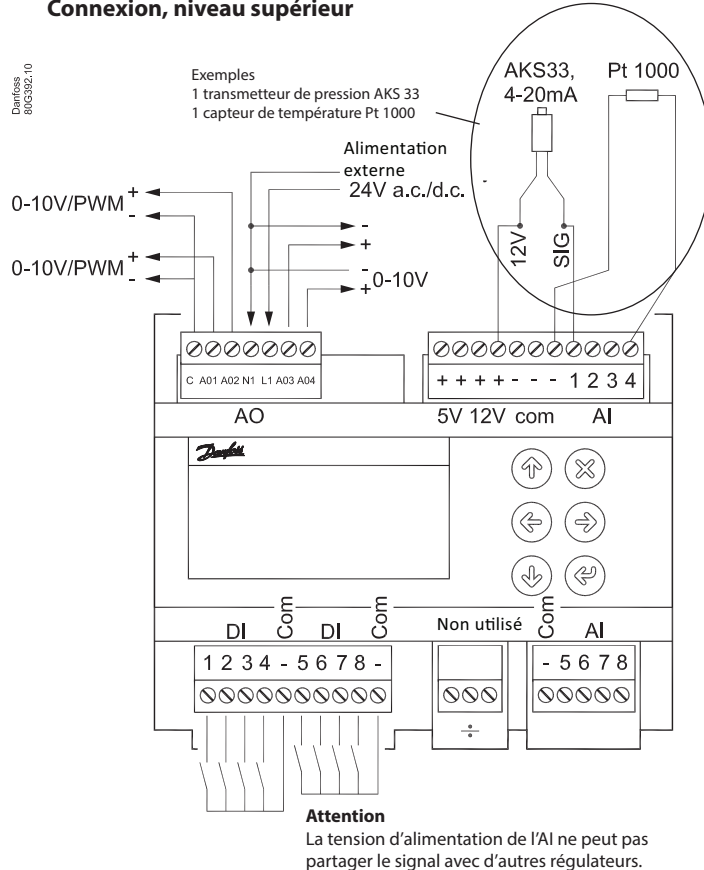 Connexion, niveau supérieur
Danfoss
80G392.10
Exemples
1 transmetteur de pression AKS 33
1 capteur de température Pt 1000
AKS33,
4-20mA
Pt 1000
Alimentation
externe
24V a.c./d.c.
0-10V/PWM + -
0-10V/PWM + -
-
+
-
+
0-10V
12V
SIG
C A01 A02 N1 L1 A03 A04
+ + + + - - - 1 2 3 4
AO
5V 12V com AI
Danfoss
DI Com DI Com
Non utilisé
Com AI
1 2 3 4 - 5 6 7 8 -
- 5 6 7 8
÷
Attention
La tension d'alimentation de l'AI ne peut pas
partager le signal avec d'autres régulateurs.